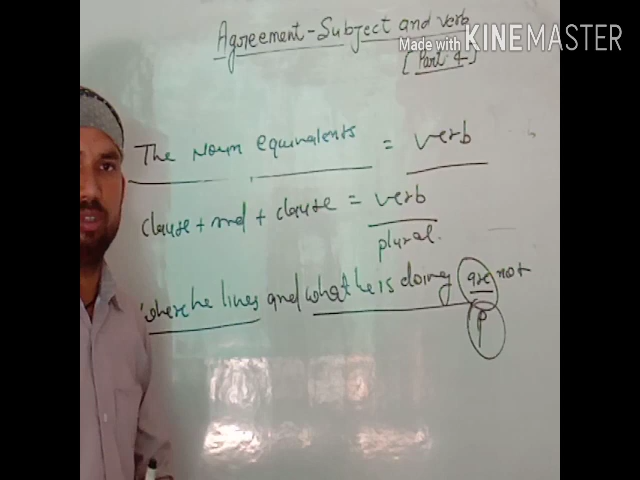 Agreement-Subject and verb
Made with KINEMASTER
[ Part 4 ]
The Noun equivalents = verb
clause + and + clause = verb
plural.
where he lives and what he is doing are not
P